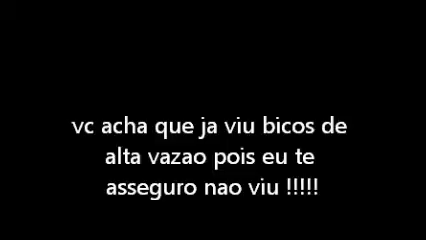 vc acha que ja viu bicos de
alta vazao pois eu te
asseguro nao viu !!!!!